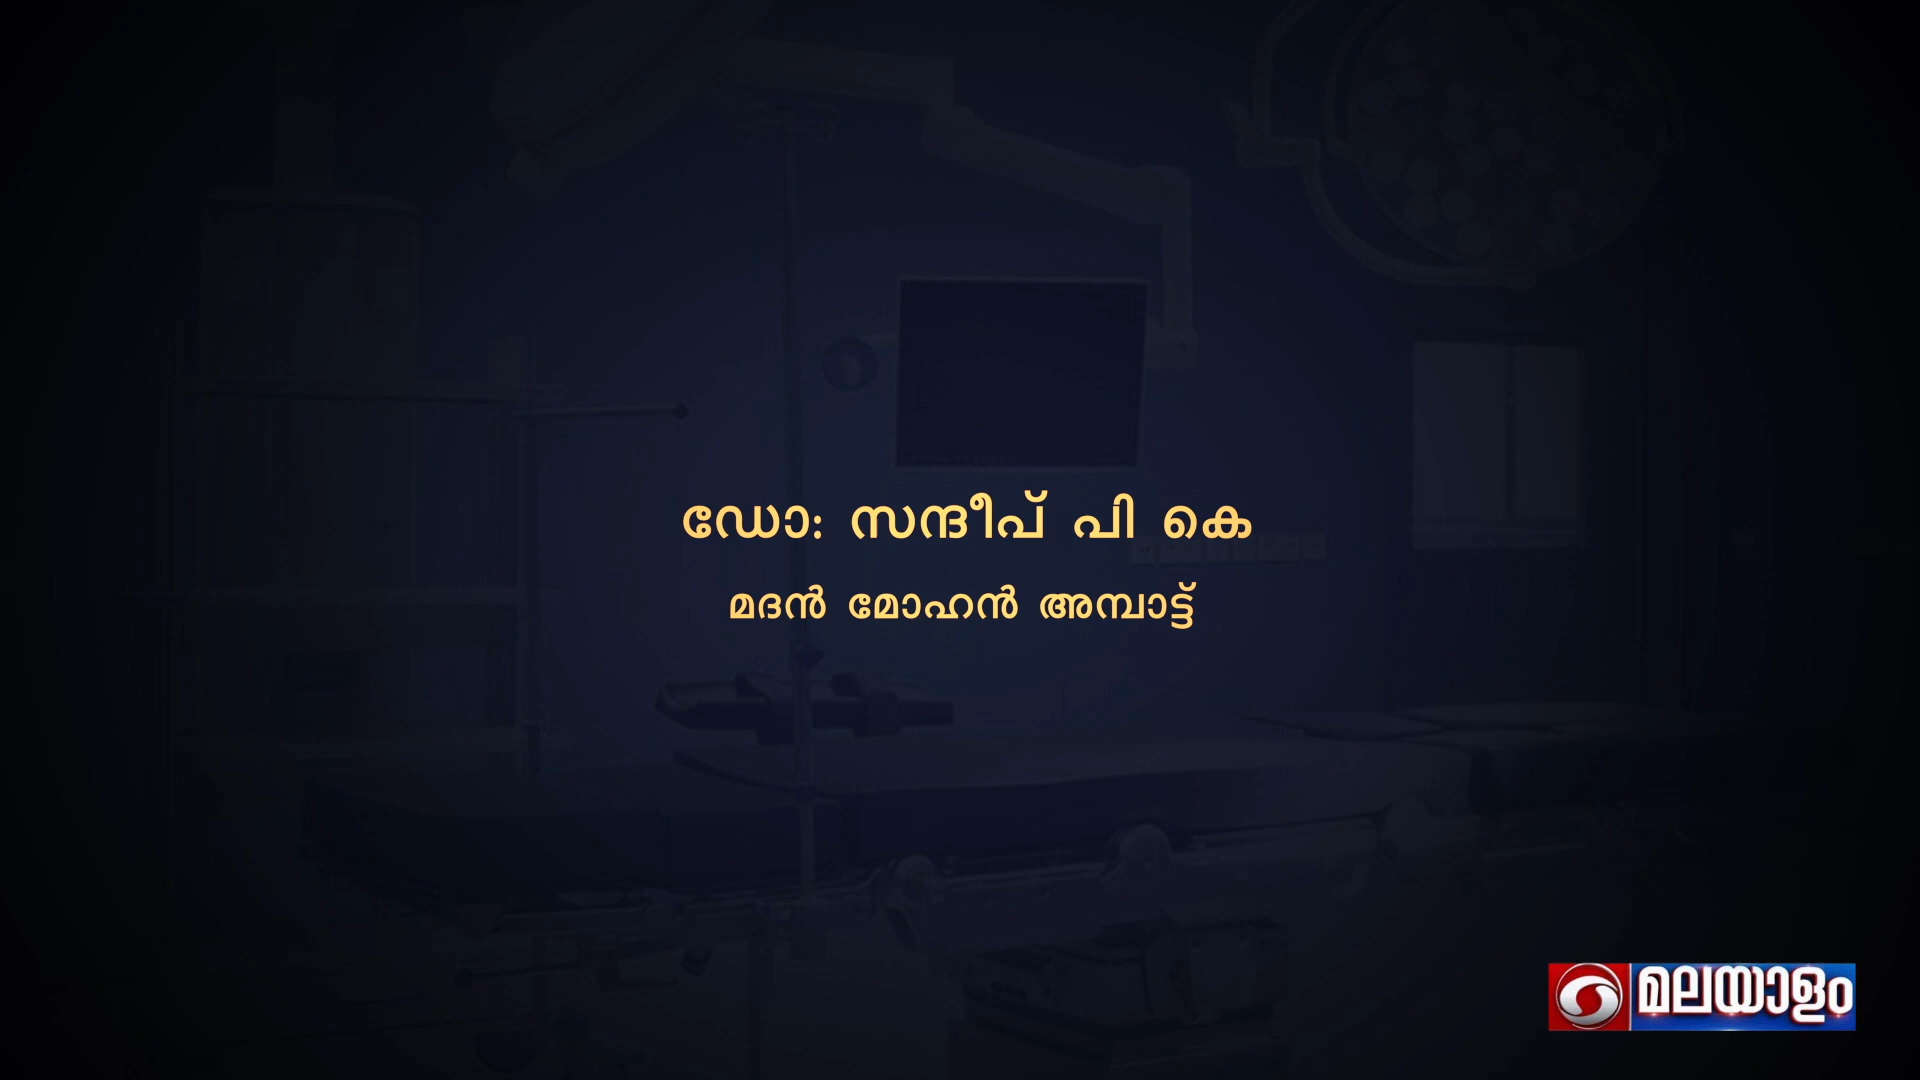 ഡോ: സന്ദീപ് പി കെ
മദൻ മോഹൻ അമ്പാട്ട്
മലയാളം